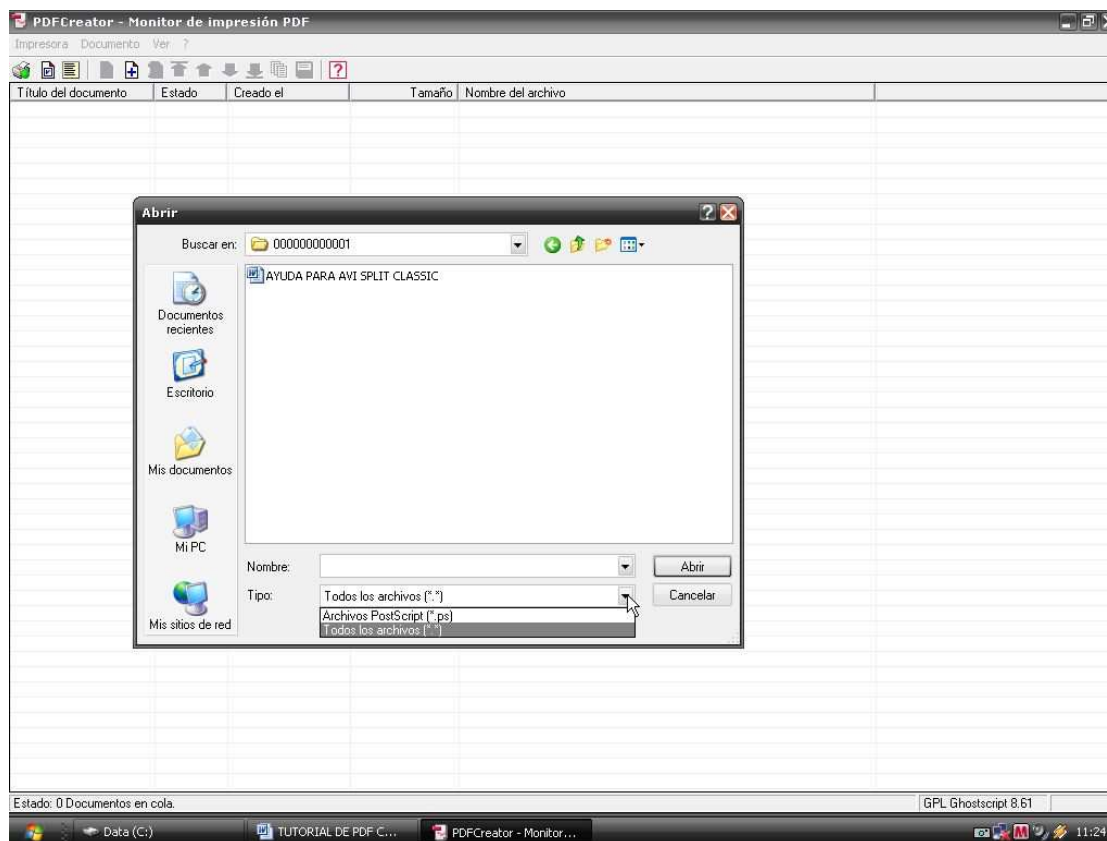 PDFCreator - Monitor de impresión PDF
Impresora Documento Ver ?
Título del documento Estado Creado el Tamaño Nombre del archivo
Abrir
Buscar en: 000000000001
AYUDA PARA AVI SPLIT CLASSIC
Documentos
recientes
Escritorio
Mis documentos
Mi PC
Mis sitios de red
Nombre: Abrir
Tipo: Todos los archivos (*.*) Cancelar
Archivos PostScript (*.ps)
Todos los archivos (*.*)
Estado: 0 Documentos en cola. GPL Ghostscript 8.61
Data (C:) TUTORIAL DE PDF C... PDFCreator - Monitor... 11:24